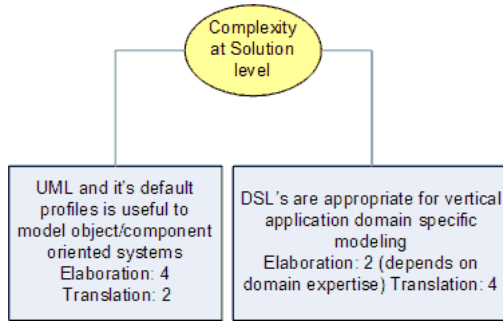 Complexity
at Solution
level
UML and it's default
profiles is useful to
model object/component
oriented systems
Elaboration: 4
Translation: 2
DSL's are appropriate for vertical
application domain specific
modeling
Elaboration: 2 (depends on
domain expertise) Translation: 4